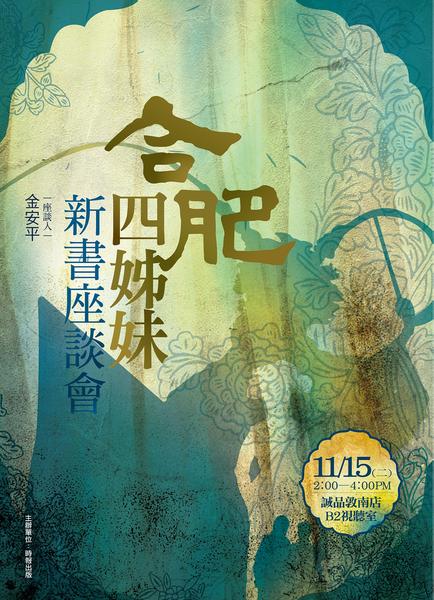 合肥
四姊妹
新書座談會
｜座談人｜
金安平
11/15(二)
2:00—4:00PM
誠品敦南店
B2視聽室
主辦單位：時報出版